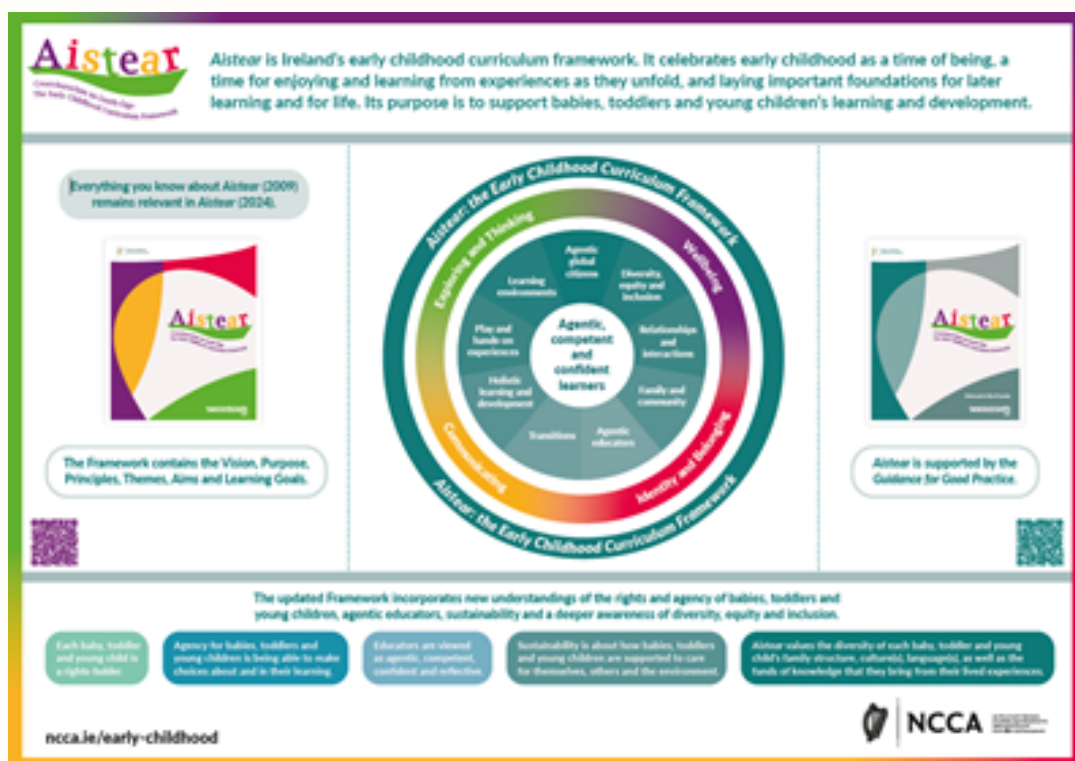 Aistear
the Early Childhood Curriculum Framework
Aistear is Ireland's early childhood curriculum framework. It celebrates early childhood as a time of being, a
time for enjoying and learning from experiences as they unfold, and laying important foundations for later
learning and for life. Its purpose is to support babies, toddlers and young children's learning and development.
Everything you know about Aistear (2009)
remains relevant in Aistear (2024).
Aistear
The Framework contains the Vision, Purpose,
Principles, Themes, Aims and Learning Goals.
Aistear: the Early Childhood Curriculum Framework
Exploring and Thinking
Wellbeing
Identity and Belonging
Communicating
Agentic
global
citizens
Diversity,
equity and
inclusion
Relationships
and
interactions
Family and
community
Agentic
educators
Transitions
Holistic
learning and
development
Play and
hands on
experiences
Learning
environments
Agentic,
competent
and
confident
learners
Aistear: the Early Childhood Curriculum Framework
Aistear
Aistear is supported by the
Guidance for Good Practice.
The updated Framework incorporates new understandings of the rights and agency of babies, toddlers and
young children, agentic educators, sustainability and a deeper awareness of diversity, equity and inclusion.
Each baby, toddler
and young child is
a rights holder.
Agency for babies, toddlers and
young children is being able to make
choices about and in their learning.
Educators are viewed
as agentic, competent,
confident and reflective
Sustainability is about how babies, toddlers
and young children are supported to care
for themselves, others and the environment.
Aistear values the diversity of each baby, toddler and young
child's family structure, culture(s), language(s), as well as the
funds of knowledge that they bring from their lived experiences.
ncca.ie/early-childhood
NCCA